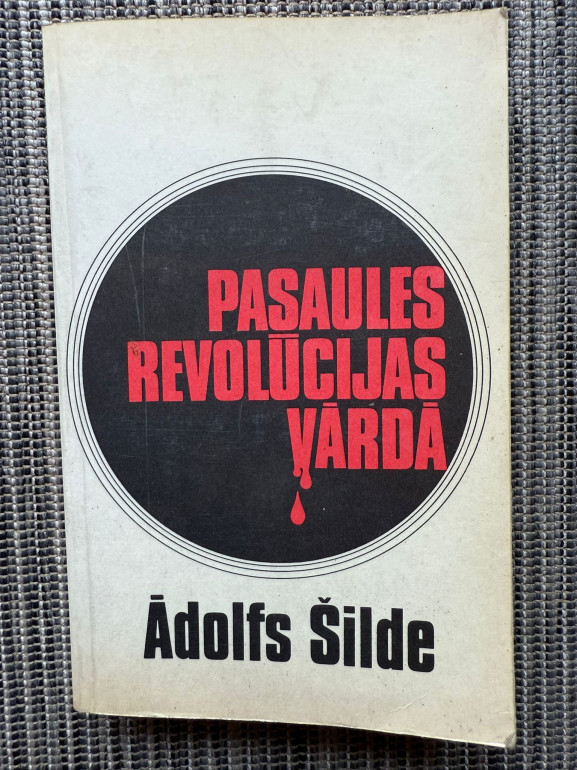 PASAULES
REVOLŪCIJAS
VĀRDĀ
Ādolfs Šilde